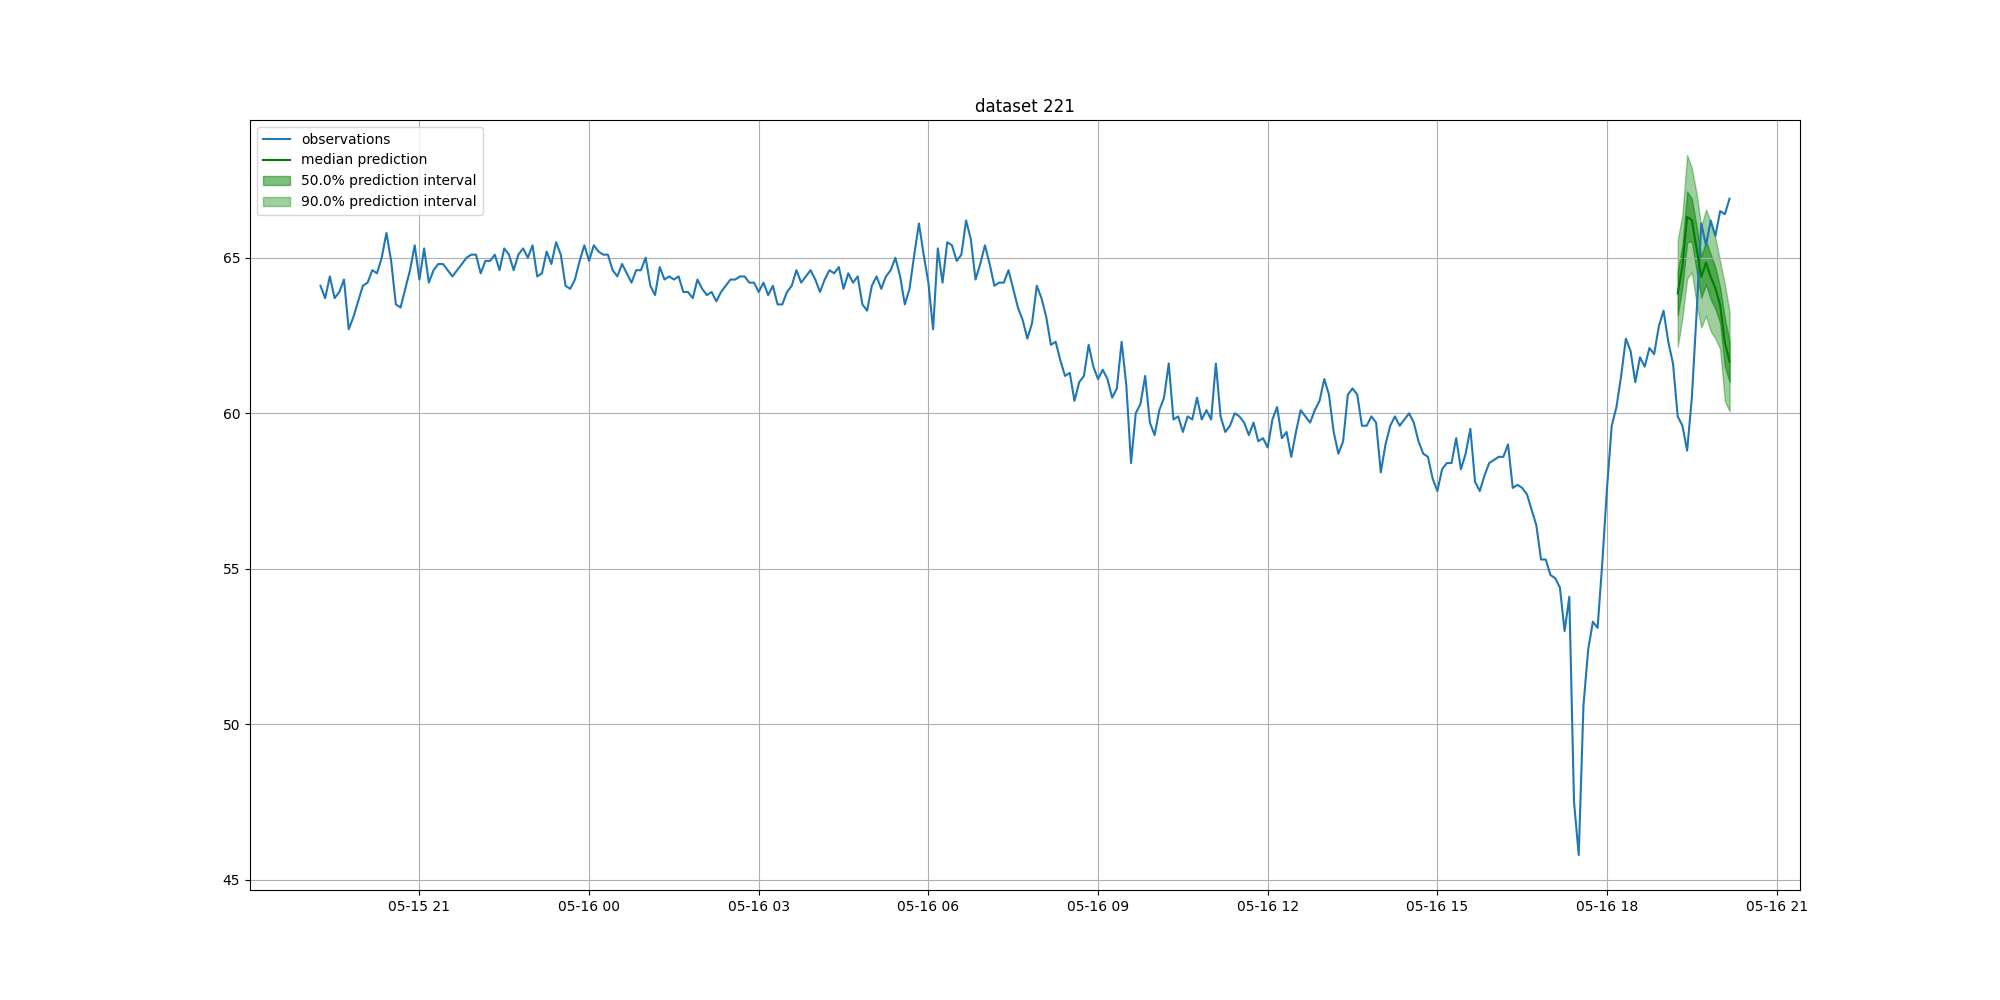 dataset 221
observations
median prediction
50.0% prediction interval
90.0% prediction interval
65
60
55
50
45
05-15 21
05-16 00
05-16 03
05-16 06
05-16 09
05-16 12
05-16 15
05-16 18
05-16 21